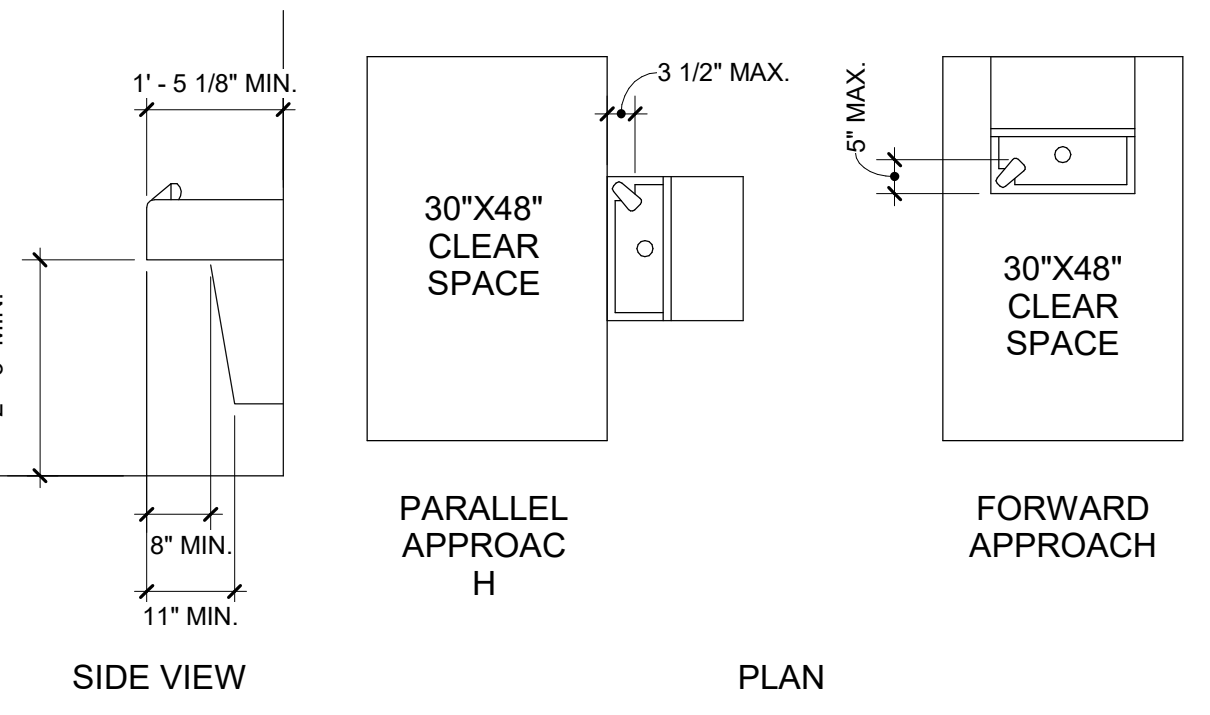 1' - 5 1/8" MIN.
3 1/2" MAX.
5" MAX.
30"X48"
CLEAR
SPACE
30"X48"
CLEAR
SPACE
8" MIN.
11" MIN.
PARALLEL
APPROAC
H
FORWARD
APPROACH
SIDE VIEW
PLAN